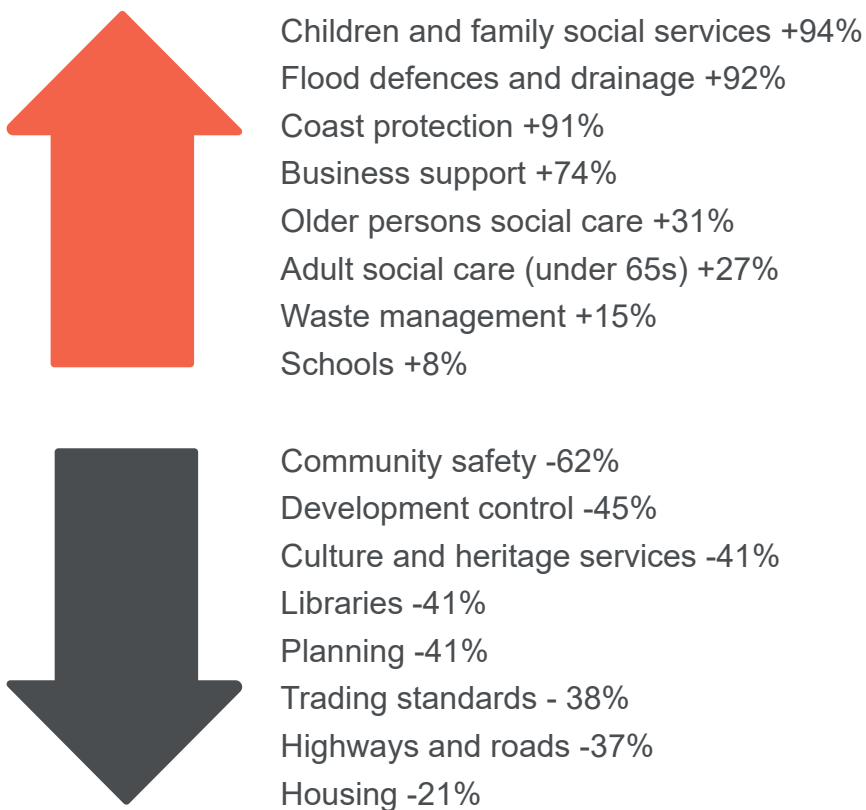 Children and family social services +94%
Flood defences and drainage +92%
Coast protection +91%
Business support +74%
Older persons social care +31%
Adult social care (under 65s) +27%
Waste management +15%
Schools +8%
Community safety -62%
Development control -45%
Culture and heritage services -41%
Libraries -41%
Planning -41%
Trading standards - 38%
Highways and roads -37%
Housing -21%